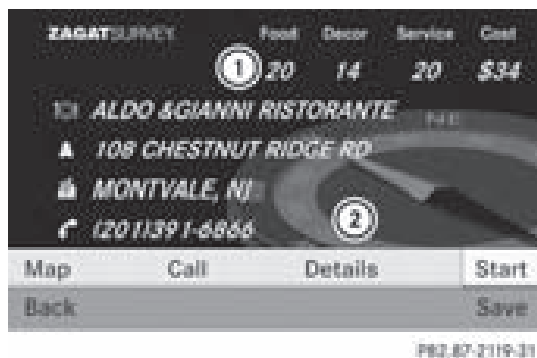 ZAGATSURVEY Food Decor Service Cost
1 20 14 20 $34
ALDO &GIANNI RISTORANTE
108 CHESTNUT RIDGE RD
MONTVALE, NJ
(201)391-6866
2
Map Call Details Start
Back Save
P82.87-2119-31